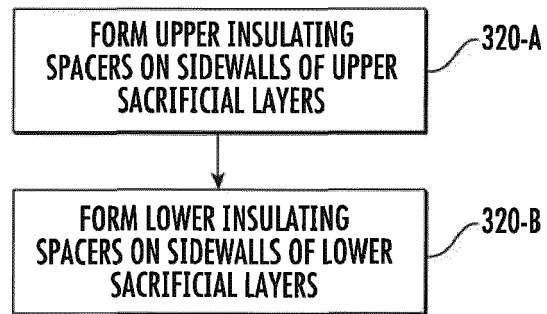 FORM UPPER INSULATING
SPACERS ON SIDEWALLS OF UPPER
SACRIFICIAL LAYERS
320-A
FORM LOWER INSULATING
SPACERS ON SIDEWALLS OF LOWER
SACRIFICIAL LAYERS
320-B